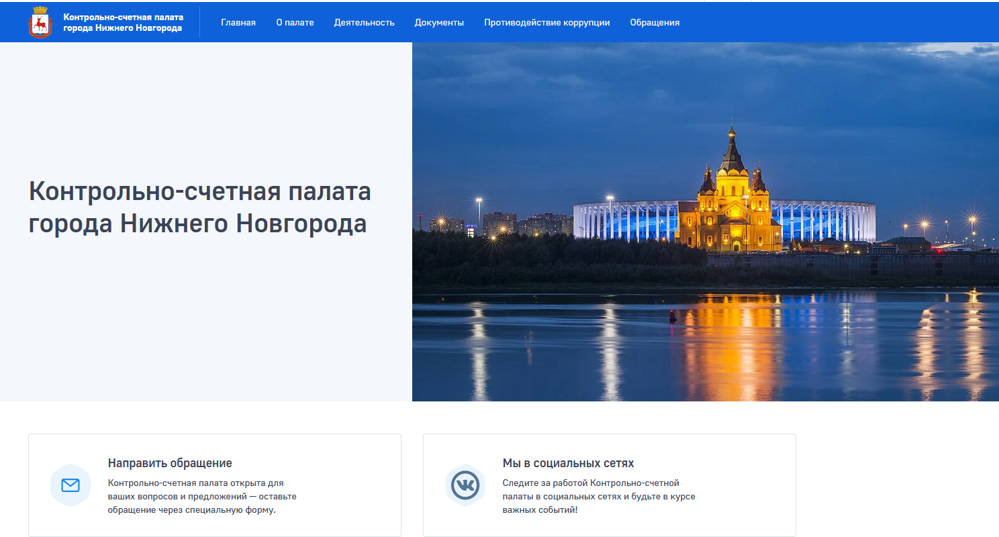 Контрольно-счетная палата
города Нижнего Новгорода
Главная
О палате
Деятельность
Документы
Противодействие коррупции
Обращения
Контрольно-счетная палата
города Нижнего Новгорода
Направить обращение
Контрольно-счетная палата открыта для
ваших вопросов и предложений — оставьте
обращение через специальную форму.
Мы в социальных сетях
Следите за работой Контрольно-счетной
палаты в социальных сетях и будьте в курсе
важных событий!